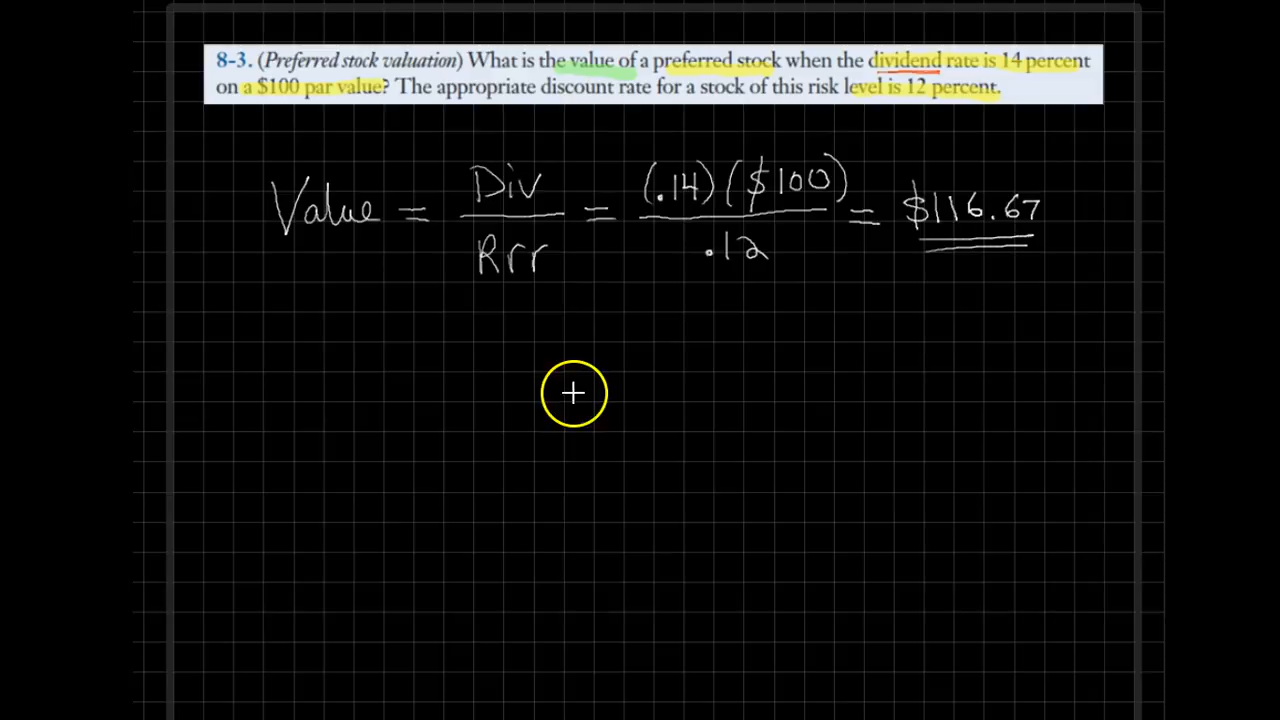 8-3. (Preferred stock valuation) What is the value of a preferred stock when the dividend rate is 14 percent
on a $100 par value? The appropriate discount rate for a stock of this risk level is 12 percent.
Value = Div / Rrr = (.14)($100) / .12 = $116.67